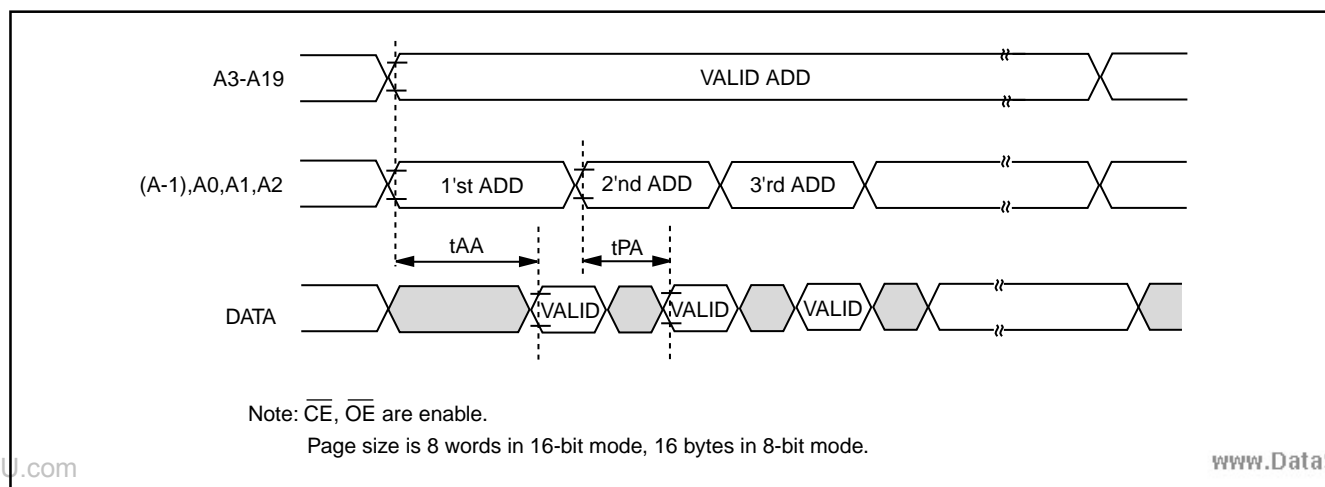 A3-A19
VALID ADD
(A-1),A0,A1,A2
1'st ADD
2'nd ADD
3'rd ADD
tAA
tPA
DATA
VALID
VALID
VALID
Note: CE, OE are enable.
Page size is 8 words in 16-bit mode, 16 bytes in 8-bit mode.
U.com
www.Data